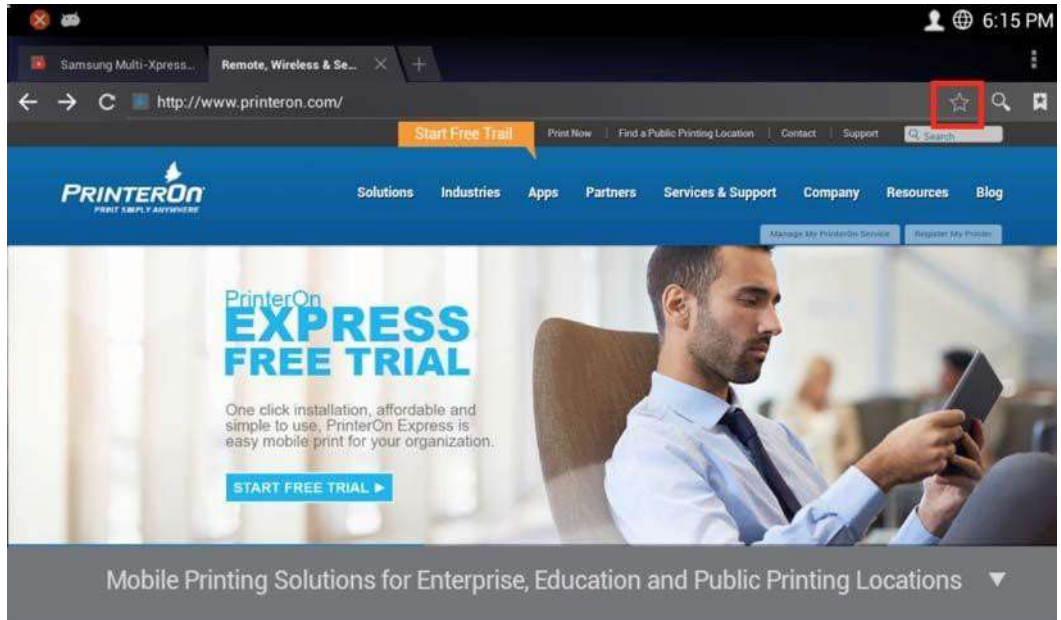 6:15 PM
Samsung Multi-Xpress...
Remote, Wireless & Se...
http://www.printeron.com/
Start Free Trail
Print Now
Find a Public Printing Location
Contact
Support
Search
PRINTERON
PRINT SIMPLY ANYWHERE
Solutions
Industries
Apps
Partners
Services & Support
Company
Resources
Blog
Manage My PrinterOn Service
Register My Printer
PrinterOn
EXPRESS
FREE TRIAL
One click installation, affordable and
simple to use, PrinterOn Express is
easy mobile print for your organization.
START FREE TRIAL
Mobile Printing Solutions for Enterprise, Education and Public Printing Locations